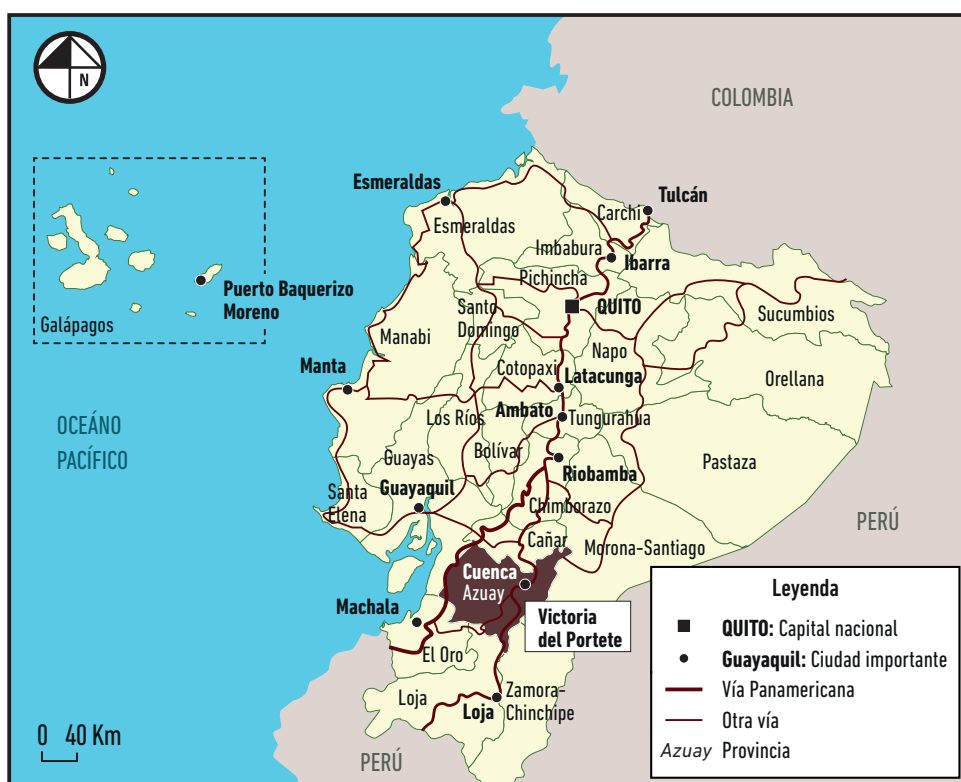 N
COLOMBIA
Esmeraldas
Tulcán
Carchi
Esmeraldas
Imbabura
Ibarra
Pichincha
Puerto Baquerizo
Moreno
Galápagos
QUITO
Santo
Domingo
Sucumbios
Manabi
Napo
Manta
Cotopaxi
Latacunga
Orellana
OCEÁNO
PACÍFICO
Los Ríos
Ambato
Tungurahua
Bolívar
Guayas
Riobamba
Pastaza
Santa
Elena
Guayaquil
Chimborazo
PERÚ
Cañar
Morona-Santiago
Cuenca
Azuay
Machala
Victoria
del Portete
El Oro
Loja
Loja
Zamora-
Chinchipe
0 40 Km
PERÚ
Leyenda
QUITO: Capital nacional
Guayaquil: Ciudad importante
Vía Panamericana
Otra vía
Azuay Provincia